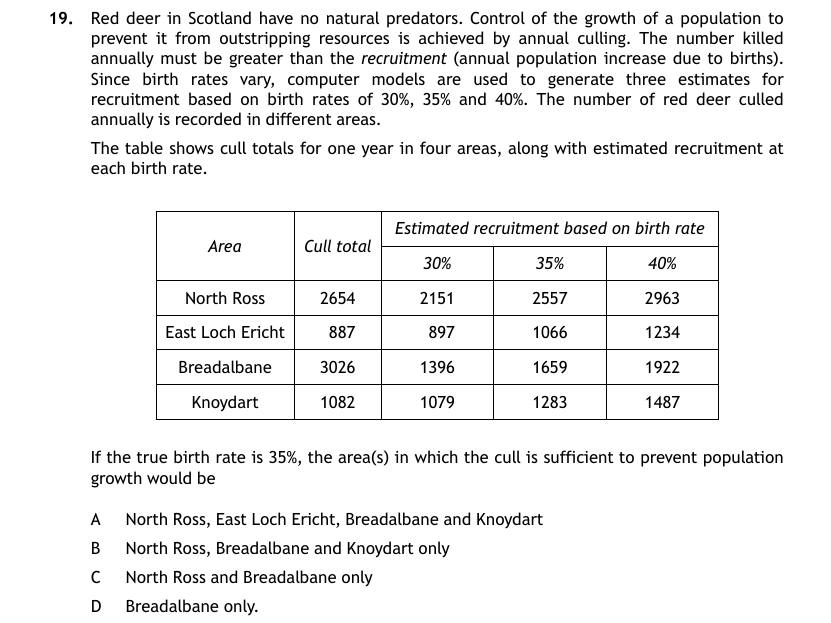 19. Red deer in Scotland have no natural predators. Control of the growth of a population to
prevent it from outstripping resources is achieved by annual culling. The number killed
annually must be greater than the recruitment (annual population increase due to births).
Since birth rates vary, computer models are used to generate three estimates for
recruitment based on birth rates of 30%, 35% and 40%. The number of red deer culled
annually is recorded in different areas.
The table shows cull totals for one year in four areas, along with estimated recruitment at
each birth rate.
Area Cull total Estimated recruitment based on birth rate
30% 35% 40%
North Ross 2654 2151 2557 2963
East Loch Ericht 887 897 1066 1234
Breadalbane 3026 1396 1659 1922
Knoydart 1082 1079 1283 1487
If the true birth rate is 35%, the area(s) in which the cull is sufficient to prevent population
growth would be
A North Ross, East Loch Ericht, Breadalbane and Knoydart
B North Ross, Breadalbane and Knoydart only
C North Ross and Breadalbane only
D Breadalbane only.